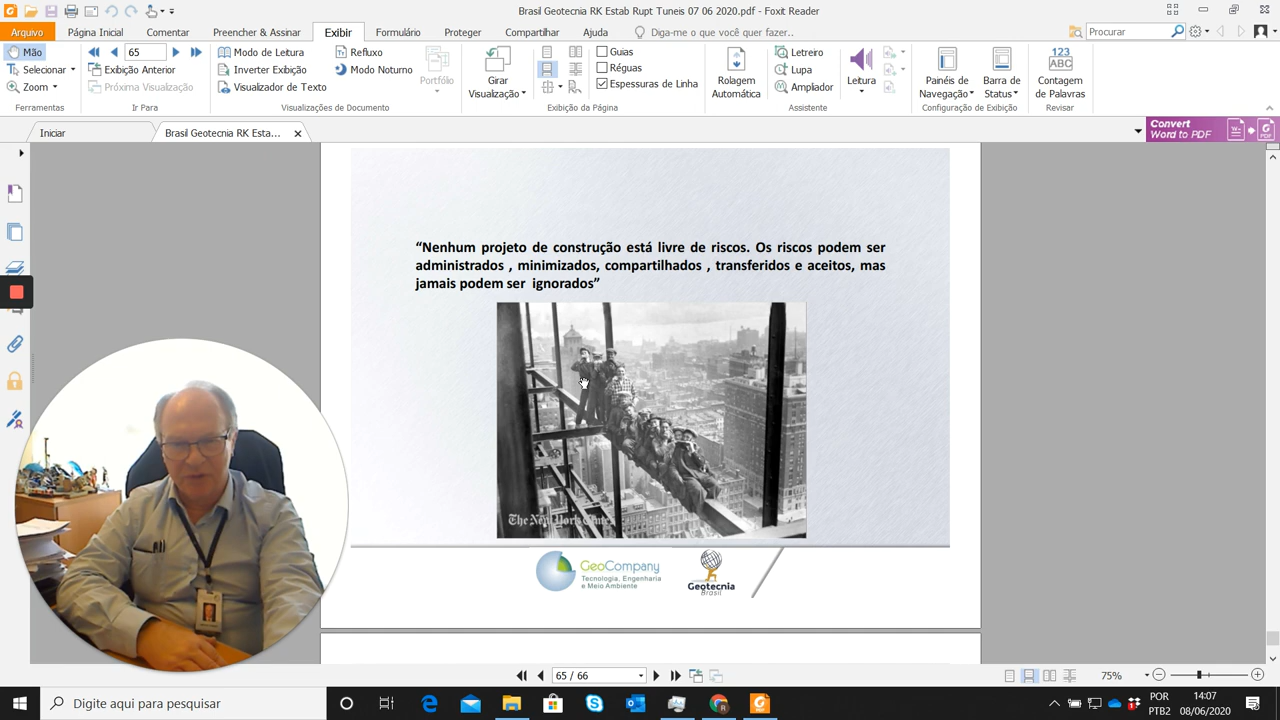 Brasil Geotecnia RK Estab Rupt Tuneis 07 06 2020.pdf - Foxit Reader
Arquivo Página Inicial Comentar Preencher & Assinar Exibir Formulário Proteger Compartilhar Ajuda Diga-me o que quer fazer.. Procurar
Mão
Selecionar
Zoom
Ferramentas
65
Exibição Anterior
Próxima Visualização
Ir Para
Modo de Leitura
Inverter Exibição
Visualizador de Texto
Refluxo
Modo Noturno
Portfólio
Visualizações de Documento
Girar
Visualização
Guias
Réguas
Espessuras de Linha
Exibição da Página
Rolagem
Automática
Letreiro
Lupa
Ampliador
Assistente
Leitura
Painéis de
Navegação
Barra de
Status
Configuração de Exibição
123
ABC
Contagem
de Palavras
Revisar
Iniciar
Brasil Geotecnia RK Esta...
Convert
Word to PDF
PDF
“Nenhum projeto de construção está livre de riscos. Os riscos podem ser
administrados , minimizados, compartilhados , transferidos e aceitos, mas
jamais podem ser ignorados”
The New York Times
GeoCompany
Tecnologia, Engenharia
e Meio Ambiente
Geotecnia
Brasil
65 / 66
75%
Digite aqui para pesquisar
POR
PTB2
14:07
08/06/2020